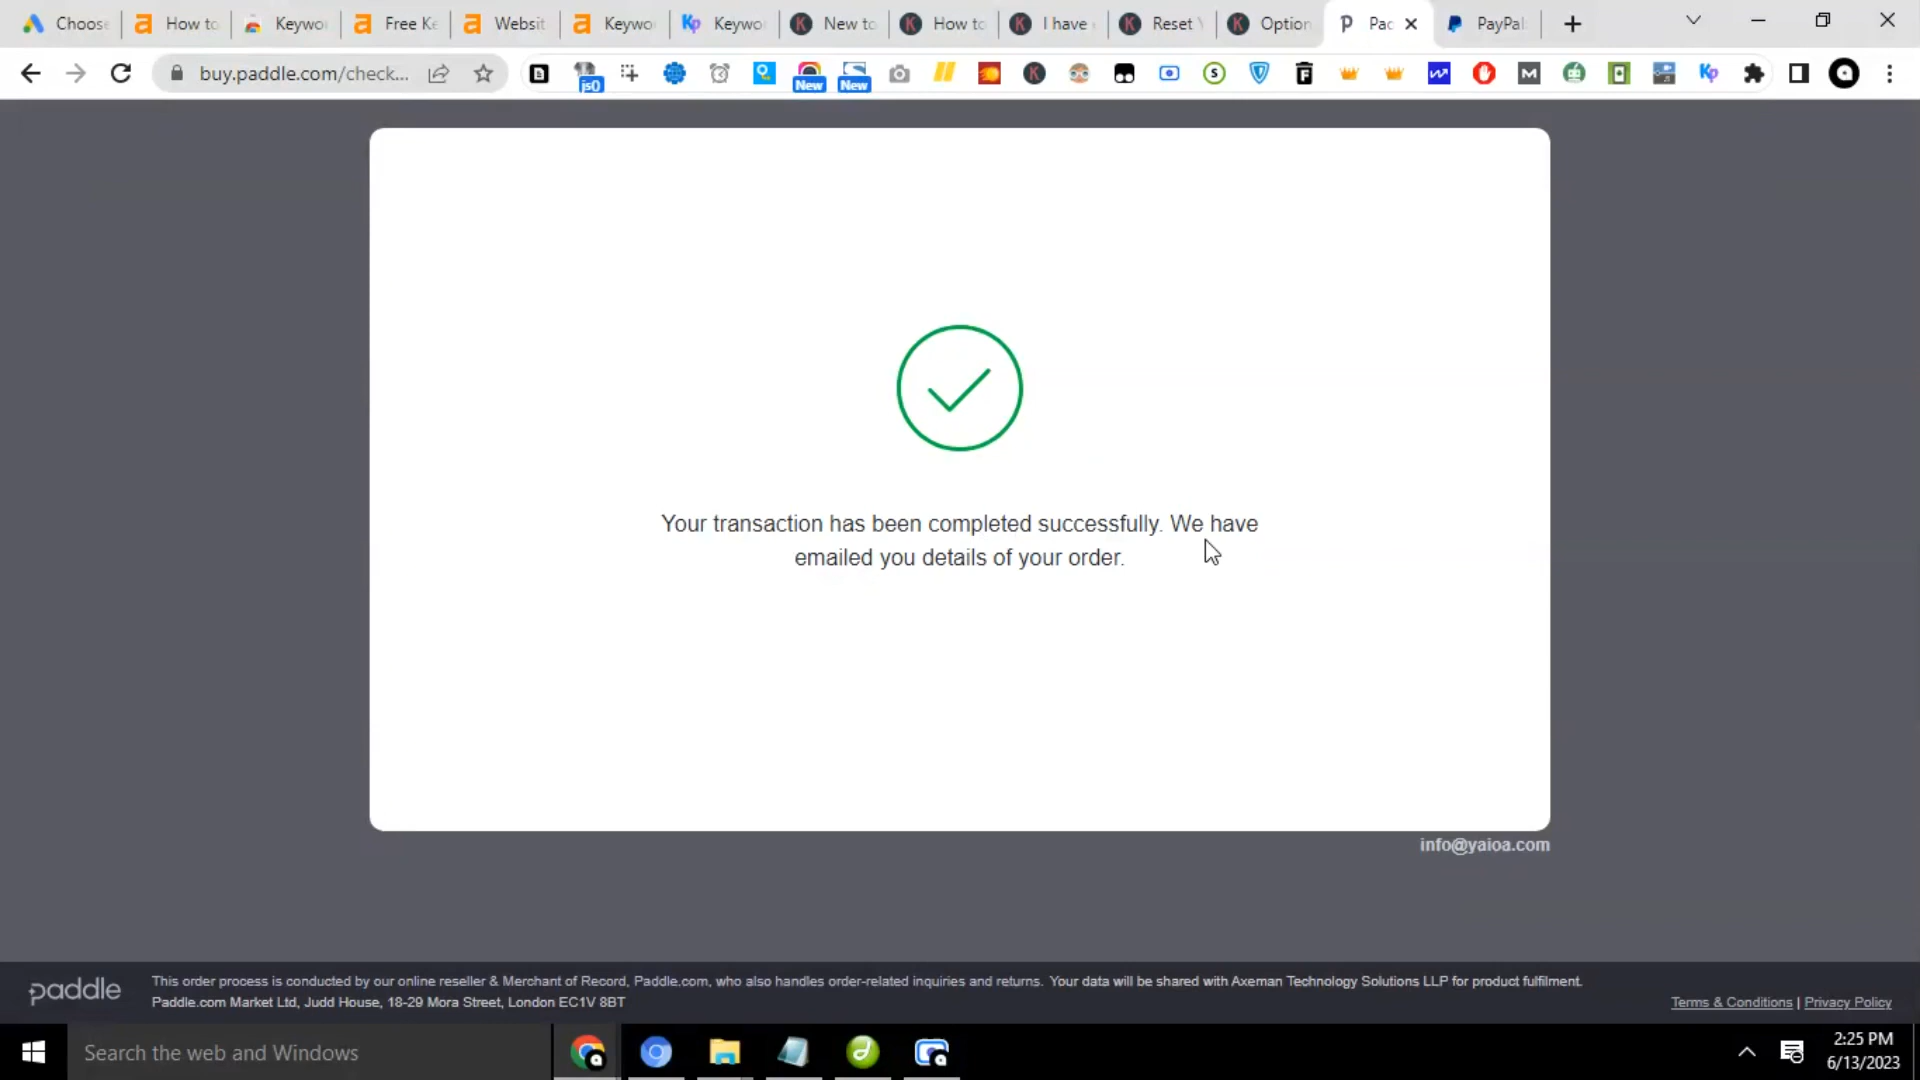 Choose
How to
Keywo
Free Ke
Websit
Keywo
Keywo
New to
How to
I have
Reset
Option
Pac
PayPal
buy.paddle.com/check...
js0
New
New
Your transaction has been completed successfully. We have
emailed you details of your order.
info@yaioa.com
paddle
This order process is conducted by our online reseller & Merchant of Record, Paddle.com, who also handles order-related inquiries and returns. Your data will be shared with Axeman Technology Solutions LLP for product fulfilment.
Paddle.com Market Ltd, Judd House, 18-29 Mora Street, London EC1V 8BT
Terms & Conditions | Privacy Policy
Search the web and Windows
2:25 PM
6/13/2023